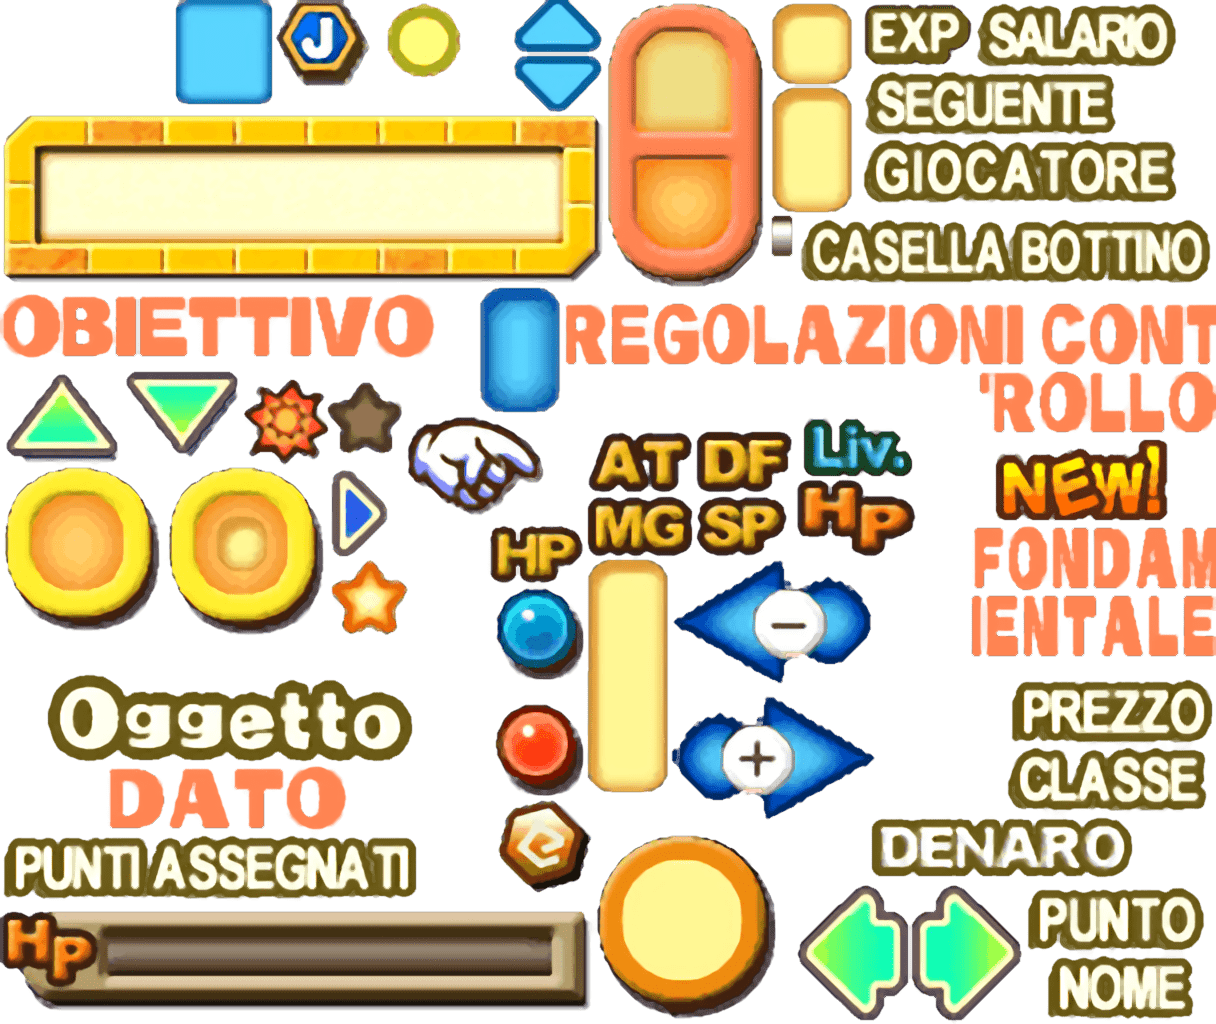 J
EXP SALARIO
SEGUENTE
GIOCATORE
CASELLA BOTTINO
OBIETTIVO
REGOLAZIONI CONT
'ROLLO
AT DF
Liv.
MG SP
HP
HP
NEW!
FONDAM
IENTALE
Oggetto
PREZZO
DATO
CLASSE
PUNTI ASSEGNATI
DENARO
PUNTO
HP
NOME